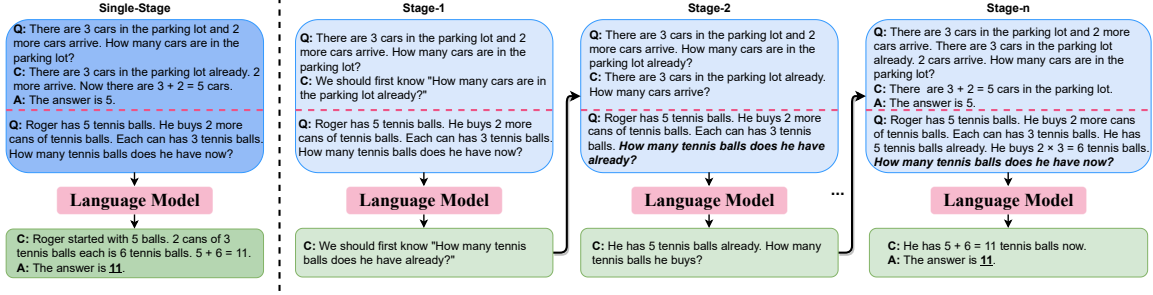 Single-Stage
Q: There are 3 cars in the parking lot and 2
more cars arrive. How many cars are in the
parking lot?
C: There are 3 cars in the parking lot already. 2
more arrive. Now there are 3 + 2 = 5 cars.
A: The answer is 5.
Q: Roger has 5 tennis balls. He buys 2 more
cans of tennis balls. Each can has 3 tennis balls.
How many tennis balls does he have now?
Language Model
C: Roger started with 5 balls. 2 cans of 3
tennis balls each is 6 tennis balls. 5 + 6 = 11.
A: The answer is 11.
Stage-1
Q: There are 3 cars in the parking lot and 2
more cars arrive. How many cars are in the
parking lot?
C: We should first know "How many cars are in
the parking lot already?"
Q: Roger has 5 tennis balls. He buys 2 more
cans of tennis balls. Each can has 3 tennis balls.
How many tennis balls does he have now?
Language Model
C: We should first know "How many tennis
balls does he have already?"
Stage-2
Q: There are 3 cars in the parking lot and 2
more cars arrive. How many cars are in the
parking lot already?
C: There are 3 cars in the parking lot already.
How many cars arrive?
Q: Roger has 5 tennis balls. He buys 2 more
cans of tennis balls. Each can has 3 tennis
balls. How many tennis balls does he have
already?
Language Model
C: He has 5 tennis balls already. How many
tennis balls he buys?
...
Stage-n
Q: There are 3 cars in the parking lot and 2
more cars arrive. There are 3 cars in the parking lot
already. 2 cars arrive. How many cars are in the
parking lot?
C: There are 3 + 2 = 5 cars in the parking lot.
A: The answer is 5.
Q: Roger has 5 tennis balls. He buys 2 more cans
of tennis balls. Each can has 3 tennis balls. He has
5 tennis balls already. He buys 2 × 3 = 6 tennis balls.
How many tennis balls does he have now?
Language Model
C: He has 5 + 6 = 11 tennis balls now.
A: The answer is 11.